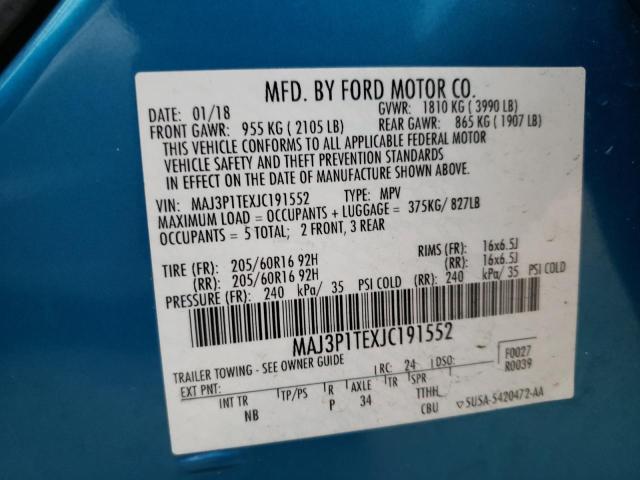 MFD. BY FORD MOTOR CO.
DATE: 01/18 GVWR: 1810 KG ( 3990 LB)
FRONT GAWR: 955 KG ( 2105 LB) REAR GAWR: 865 KG ( 1907 LB)
THIS VEHICLE CONFORMS TO ALL APPLICABLE FEDERAL MOTOR
VEHICLE SAFETY AND THEFT PREVENTION STANDARDS
IN EFFECT ON THE DATE OF MANUFACTURE SHOWN ABOVE.
VIN: MAJ3P1TEXJC191552 TYPE: MPV
MAXIMUM LOAD = OCCUPANTS + LUGGAGE = 375KG/ 827LB
OCCUPANTS = 5 TOTAL; 2 FRONT, 3 REAR
TIRE (FR): 205/60R16 92H RIMS (FR): 16x6.5J
(RR): 205/60R16 92H (RR): 16x6.5J
PRESSURE (FR): 240 kPa/ 35 PSI COLD (RR): 240 kPa/ 35 PSI COLD
MAJ3P1TEXJC191552
TRAILER TOWING - SEE OWNER GUIDE RC: 24 DSO: F0027
R0039
EXT PNT: INT TR TP/PS R AXLE TR SPR
NB P 34 TTHH
CBU ▽5U5A-5420472-AA